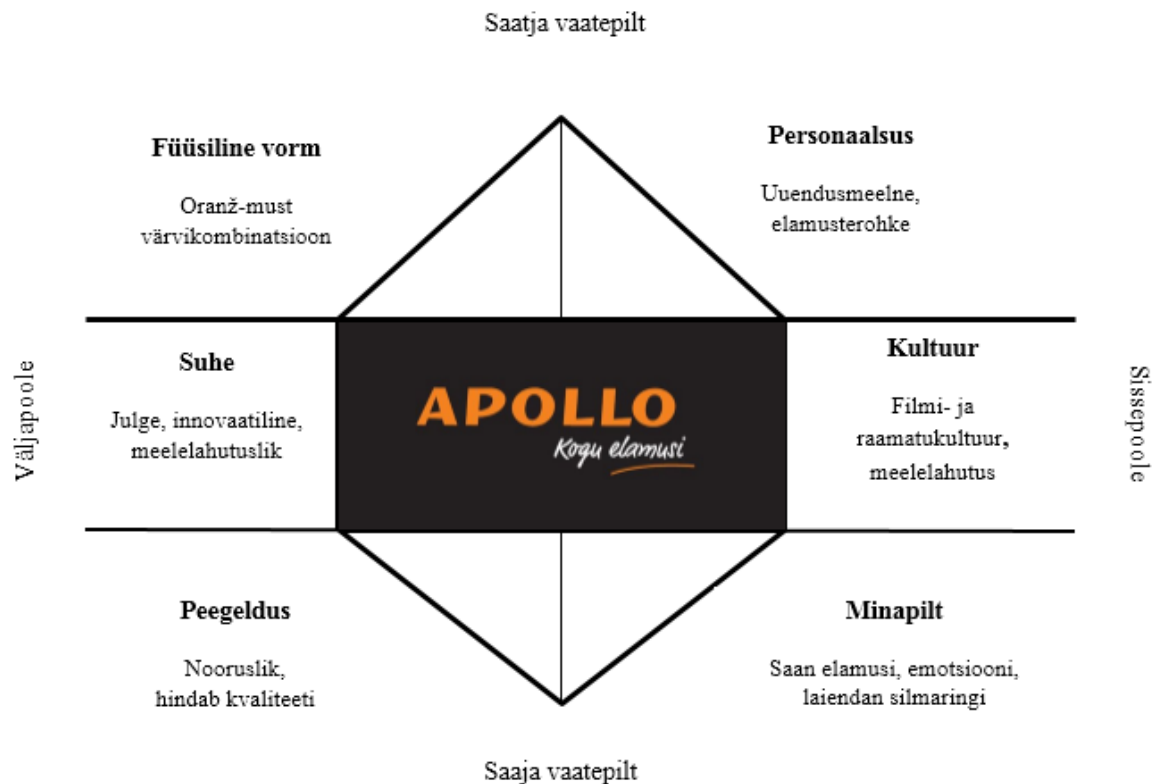 Saatja vaatepilt
Füüsiline vorm
Oranž-must
värvikombinatsioon
Personaalsus
Uuendusmeelne,
elamusterohke
Väljapoole
Suhe
Julge, innovaatiline,
meelelahutuslik
APOLLO
Kogu elamusi
Kultuur
Filmi- ja
raamatukultuur,
meelelahutus
Sissepoole
Peegeldus
Nooruslik,
hindab kvaliteeti
Minapilt
Saan elamusi, emotsiooni,
laiendan silmaringi
Saaja vaatepilt